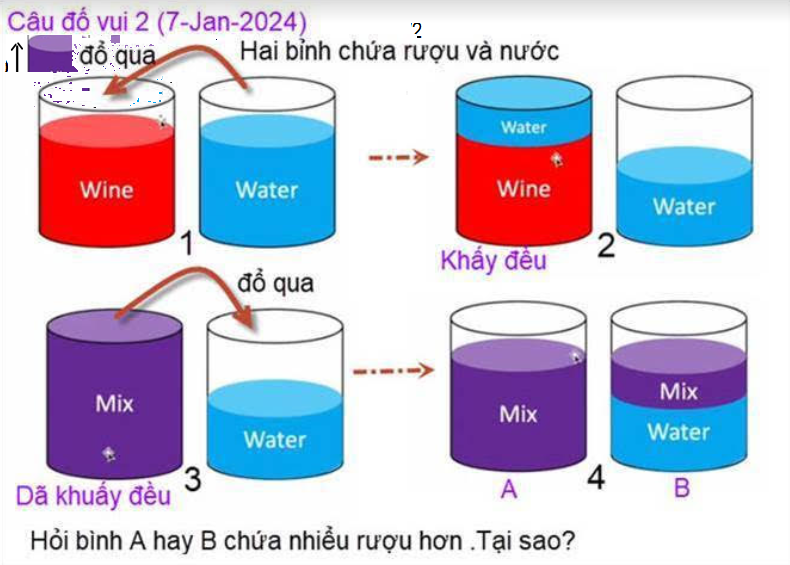 Câu đố vui 2 (7-Jan-2024)
?
đổ qua
Hai bỉnh chứa rượu và nước
Wine
Water
Water
Wine
Water
1
2
Khấy đều
đổ qua
Mix
Water
Mix
Mix
Water
3
4
Dã khuấy đều
A
B
Hỏi bình A hay B chứa nhiều rượu hơn .Tại sao?